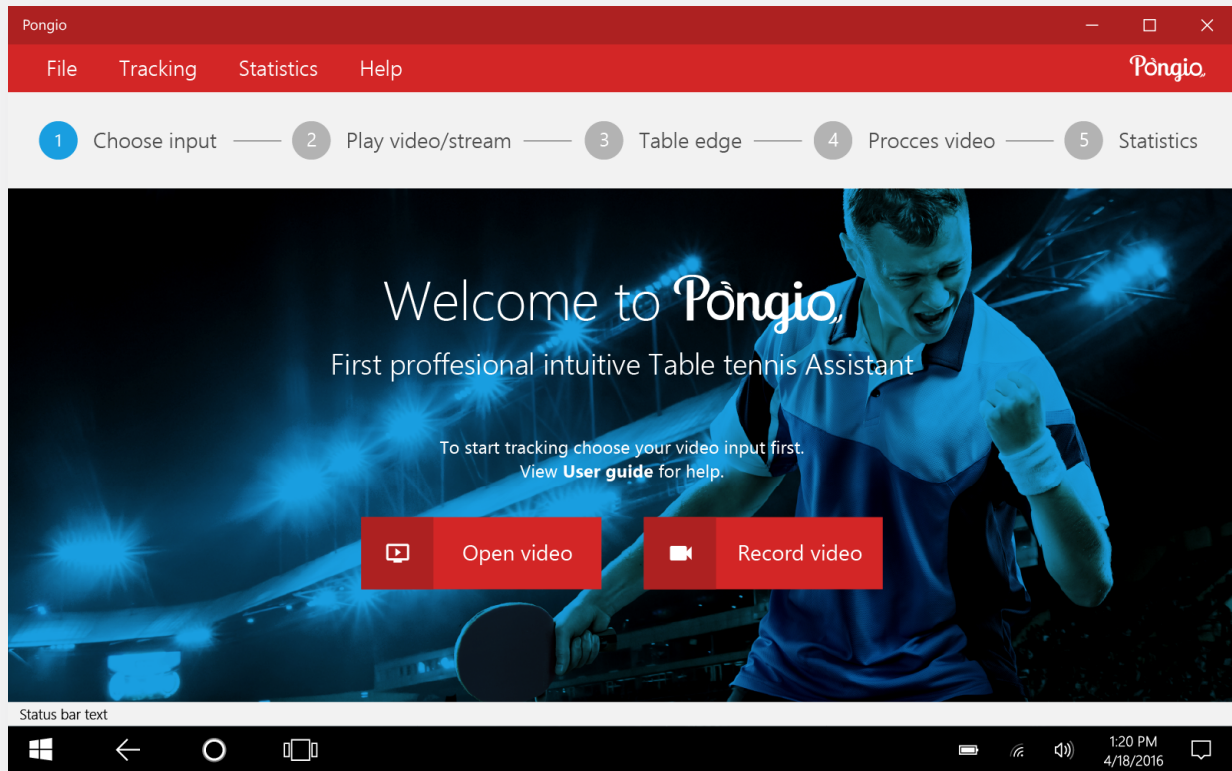 Pongio
File Tracking Statistics Help Pòngio,,
1 Choose input 2 Play video/stream 3 Table edge 4 Procces video 5 Statistics
Welcome to Pòngio,,
First proffesional intuitive Table tennis Assistant
To start tracking choose your video input first.
View User guide for help.
Open video Record video
Status bar text
1:20 PM
4/18/2016